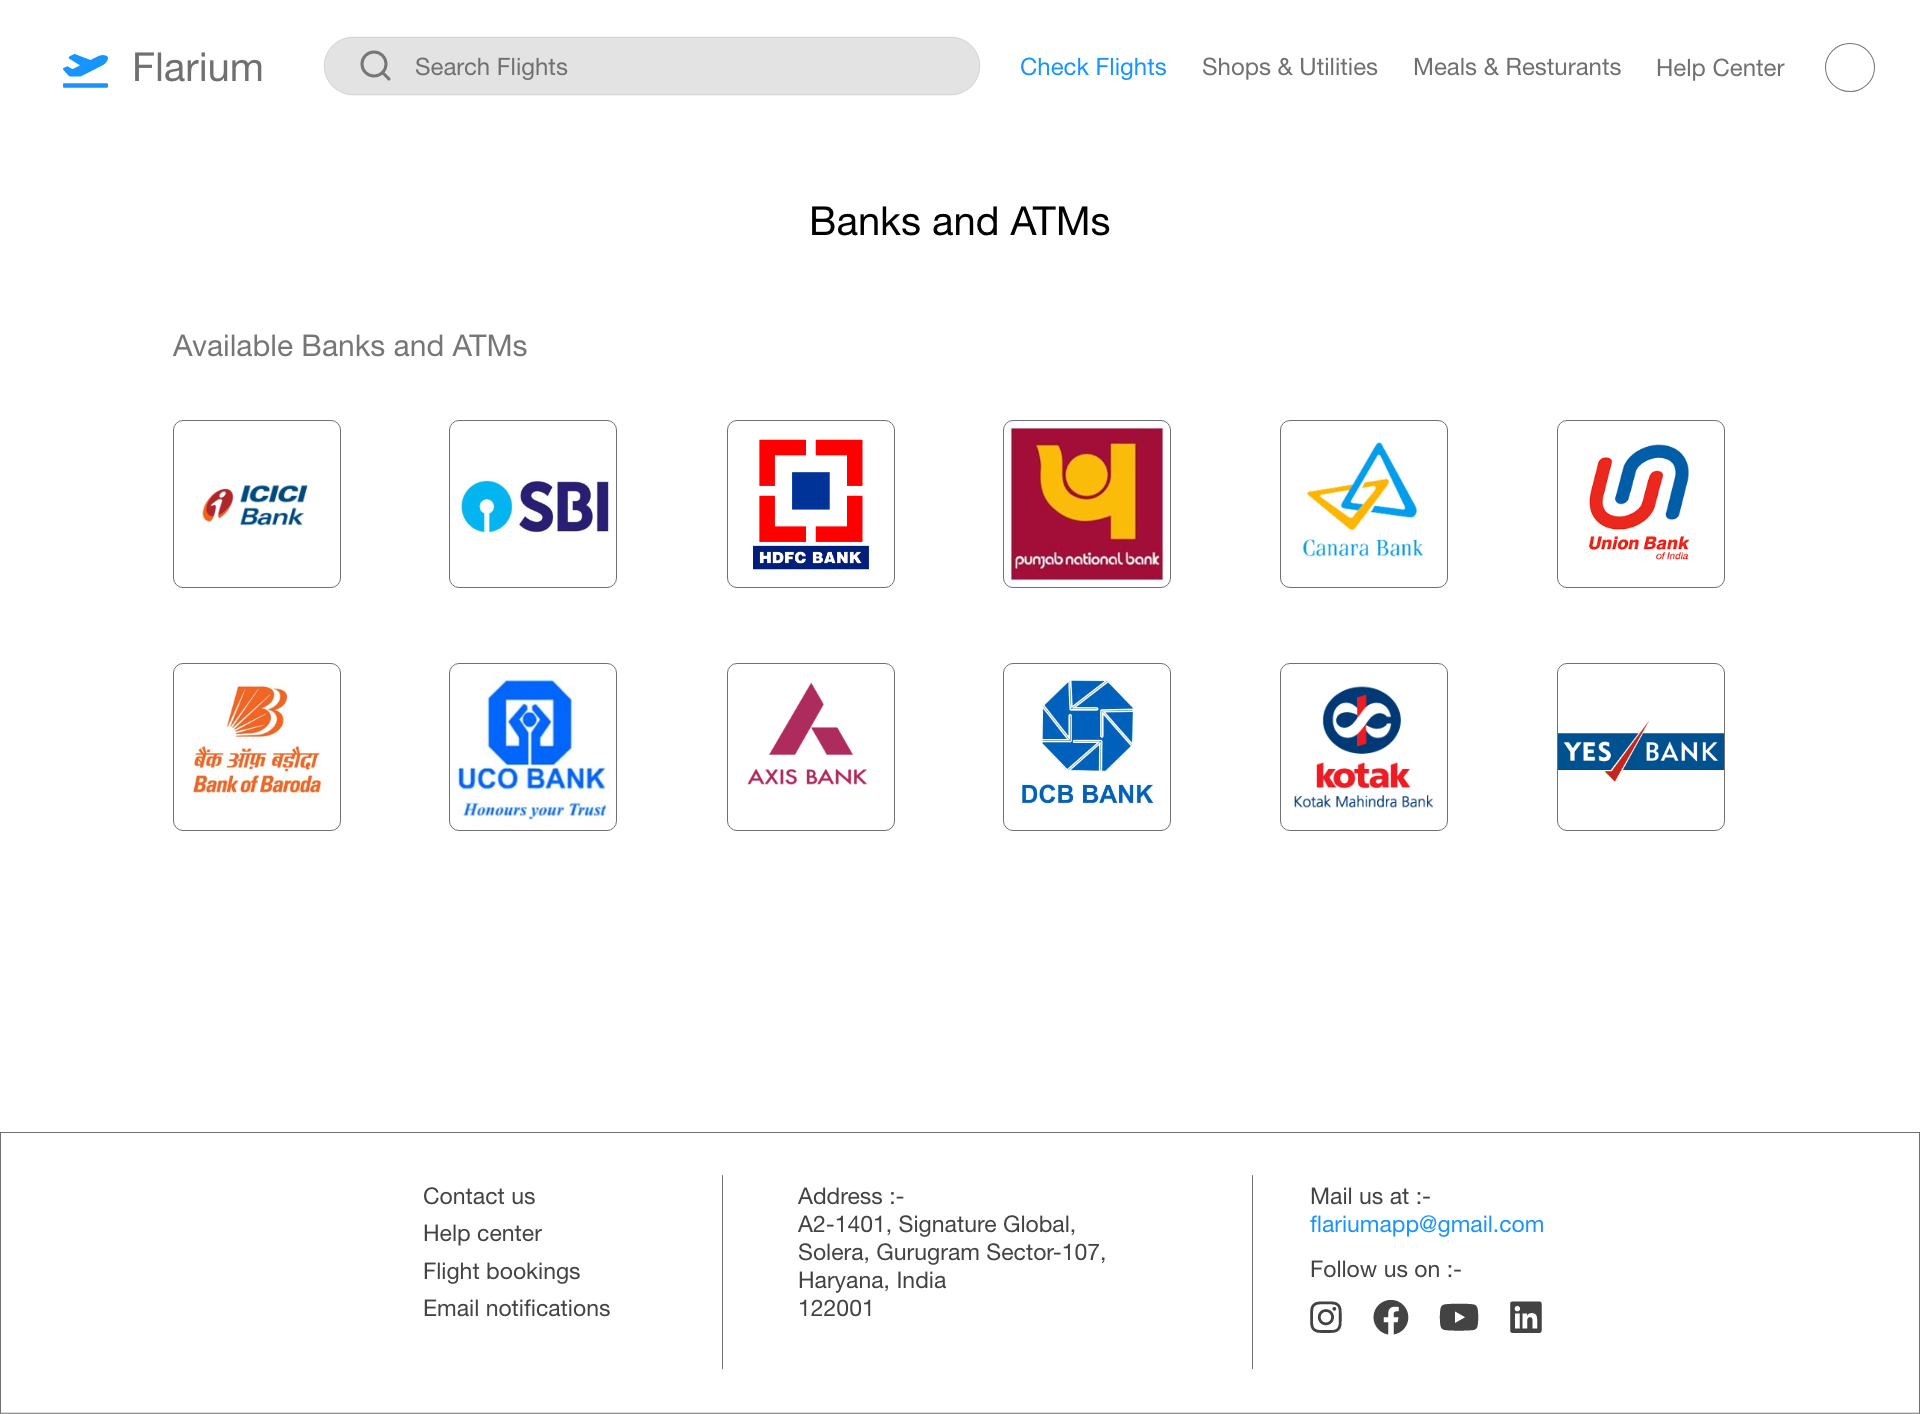 Flarium
Search Flights
Check Flights
Shops & Utilities
Meals & Resturants
Help Center
Banks and ATMs
Available Banks and ATMs
ICICI
Bank
SBI
HDFC BANK
punjab national bank
Canara Bank
Union Bank
of India
बैंक ऑफ़ बड़ौदा
Bank of Baroda
UCO BANK
Honours your Trust
AXIS BANK
DCB BANK
kotak
Kotak Mahindra Bank
YES BANK
Contact us
Help center
Flight bookings
Email notifications
Address :-
A2-1401, Signature Global,
Solera, Gurugram Sector-107,
Haryana, India
122001
Mail us at :-
flariumapp@gmail.com
Follow us on :-